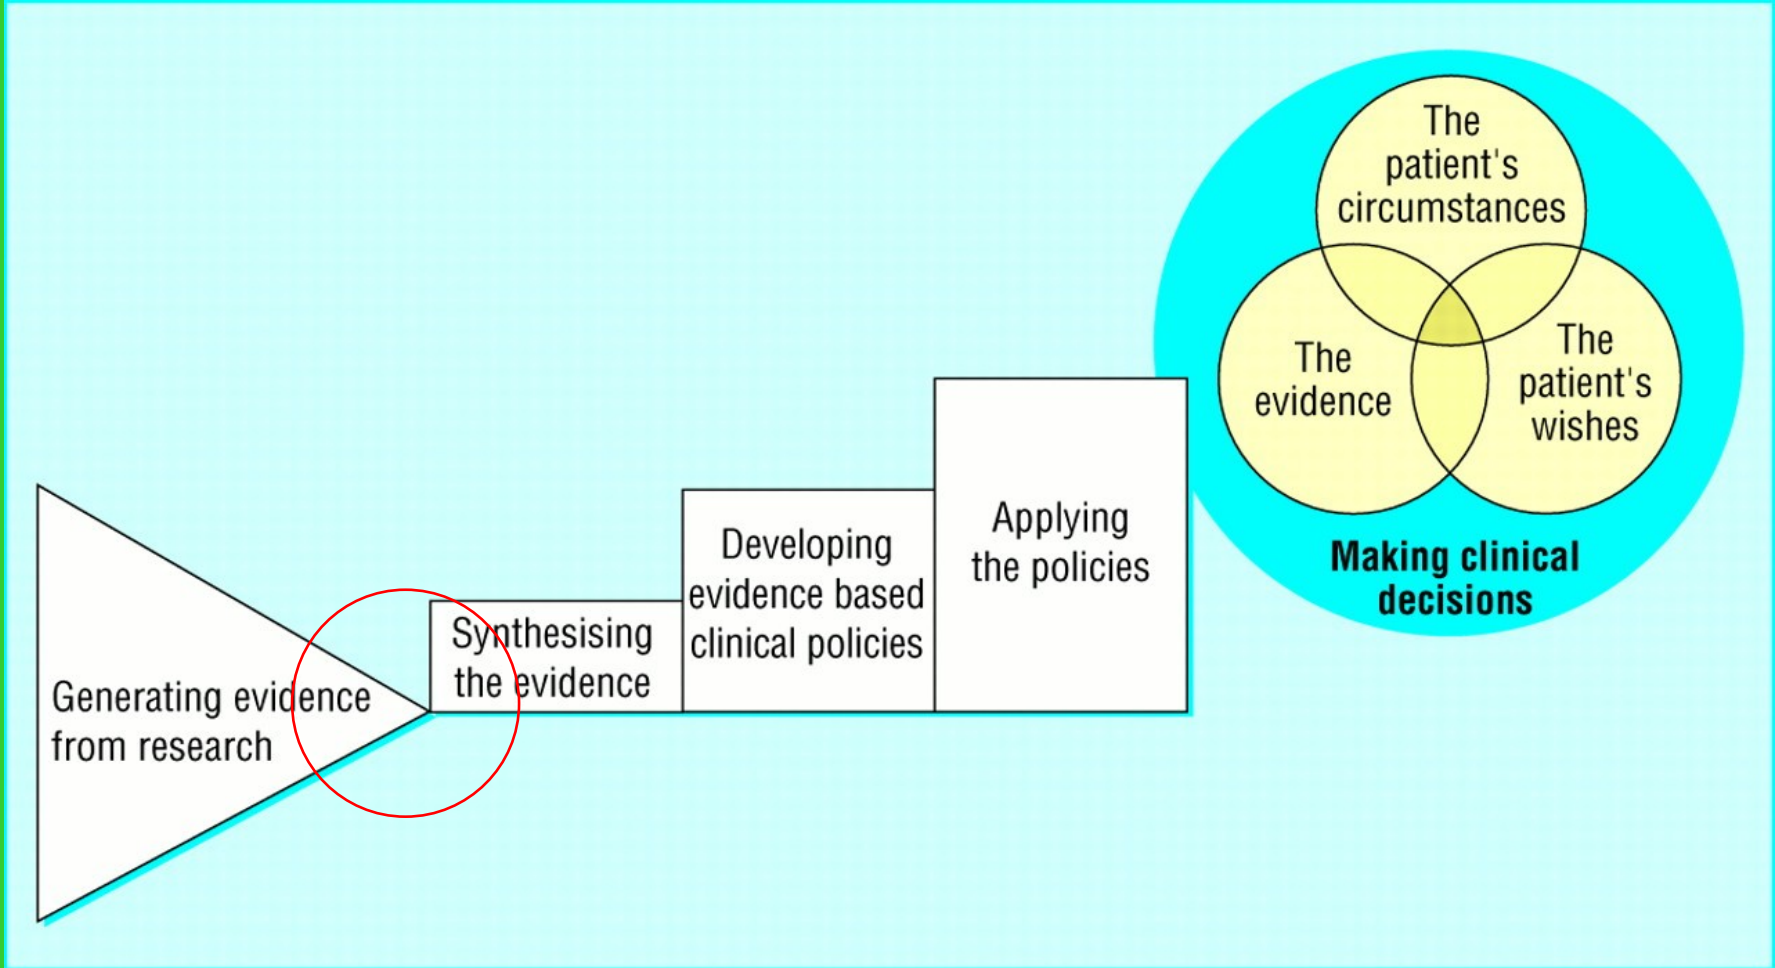 Generating evidence
from research
Synthesising
the evidence
Developing
evidence based
clinical policies
Applying
the policies
The
patient's
circumstances
The
evidence
The
patient's
wishes
Making clinical
decisions